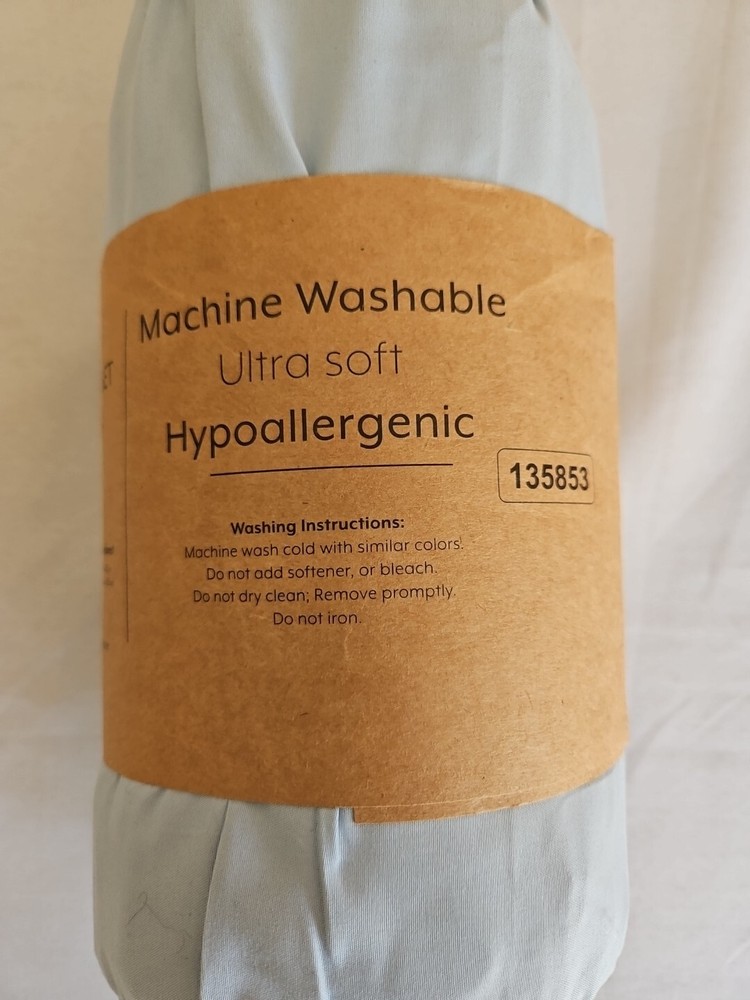 Machine Washable
Ultra soft
Hypoallergenic
135853
Washing Instructions:
Machine wash cold with similar colors.
Do not add softener, or bleach.
Do not dry clean; Remove promptly.
Do not iron.